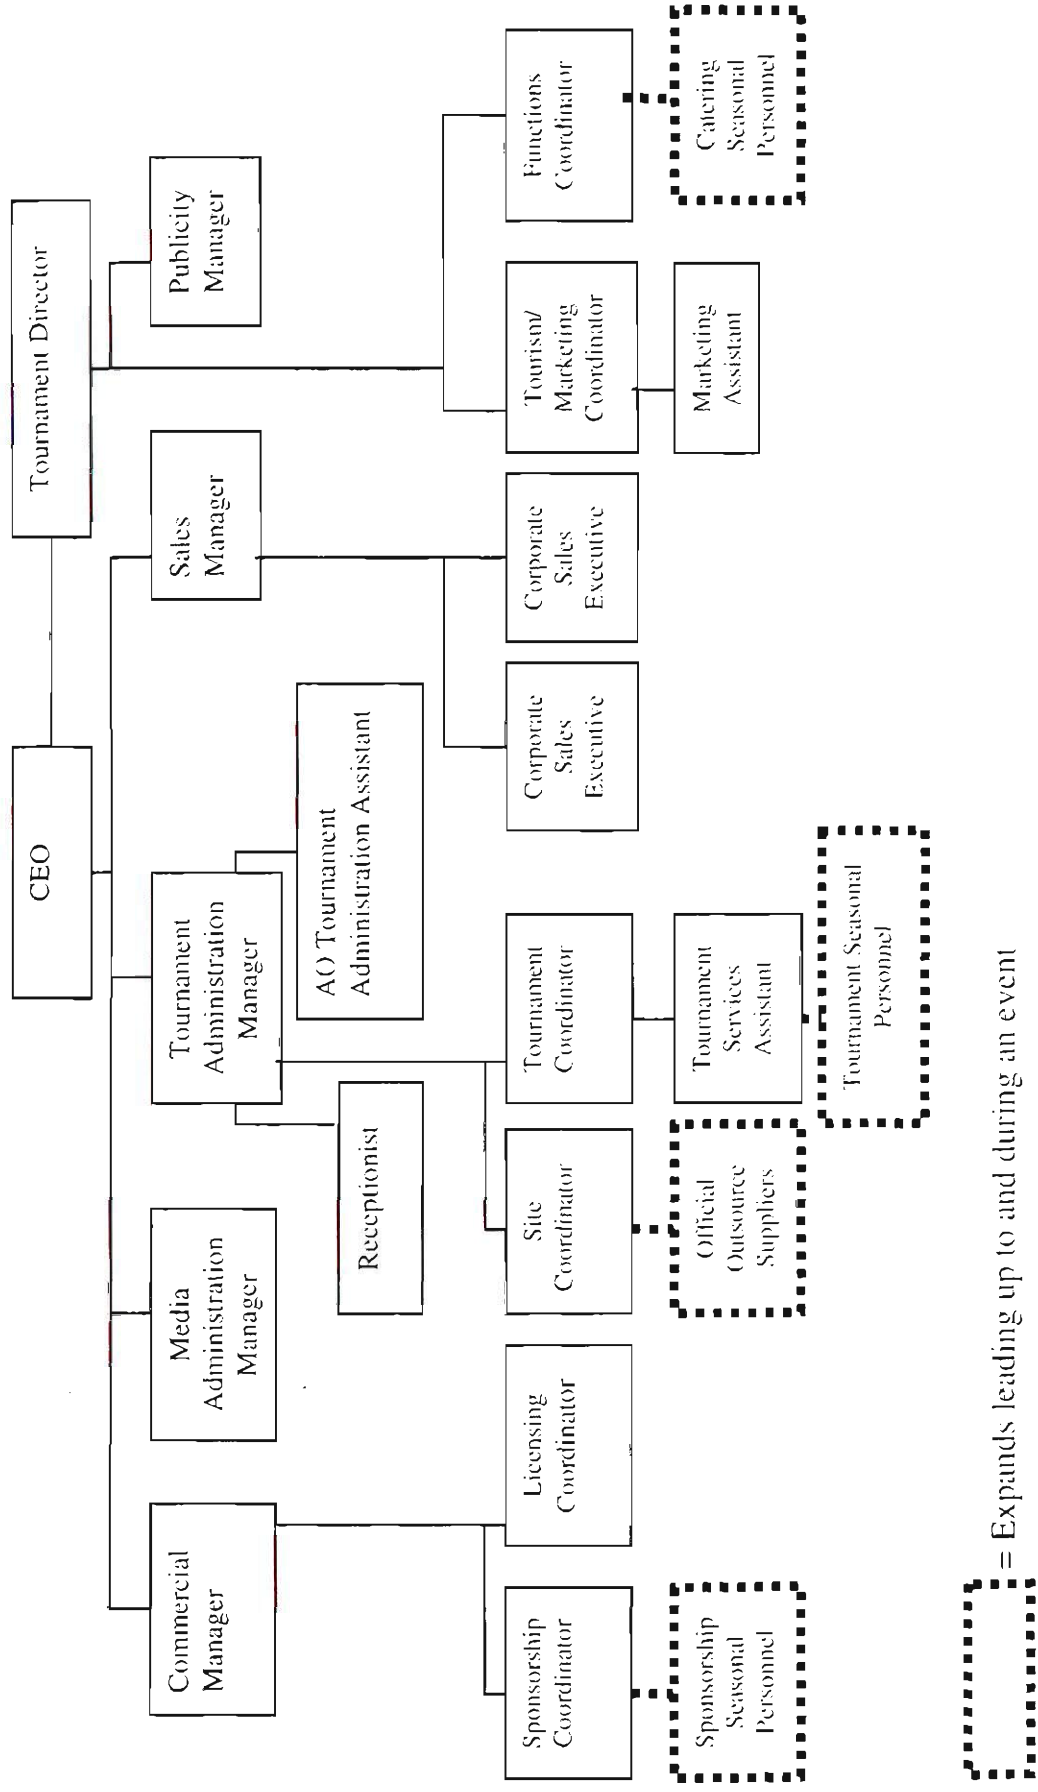 CEO
Tournament Director
Commercial
Manager
Media
Administration
Manager
Tournament
Administration
Manager
Sales
Manager
Publicity
Manager
Receptionist
AO Tournament
Administration Assistant
Sponsorship
Coordinator
Licensing
Coordinator
Site
Coordinator
Tournament
Coordinator
Corporate
Sales
Executive
Corporate
Sales
Executive
Tourism/
Marketing
Coordinator
Functions
Coordinator
Sponsorship
Seasonal
Personnel
Official
Outsource
Suppliers
Tournament
Services
Assistant
Marketing
Assistant
Catering
Seasonal
Personnel
Tournament Seasonal
Personnel
= Expands leading up to and during an event